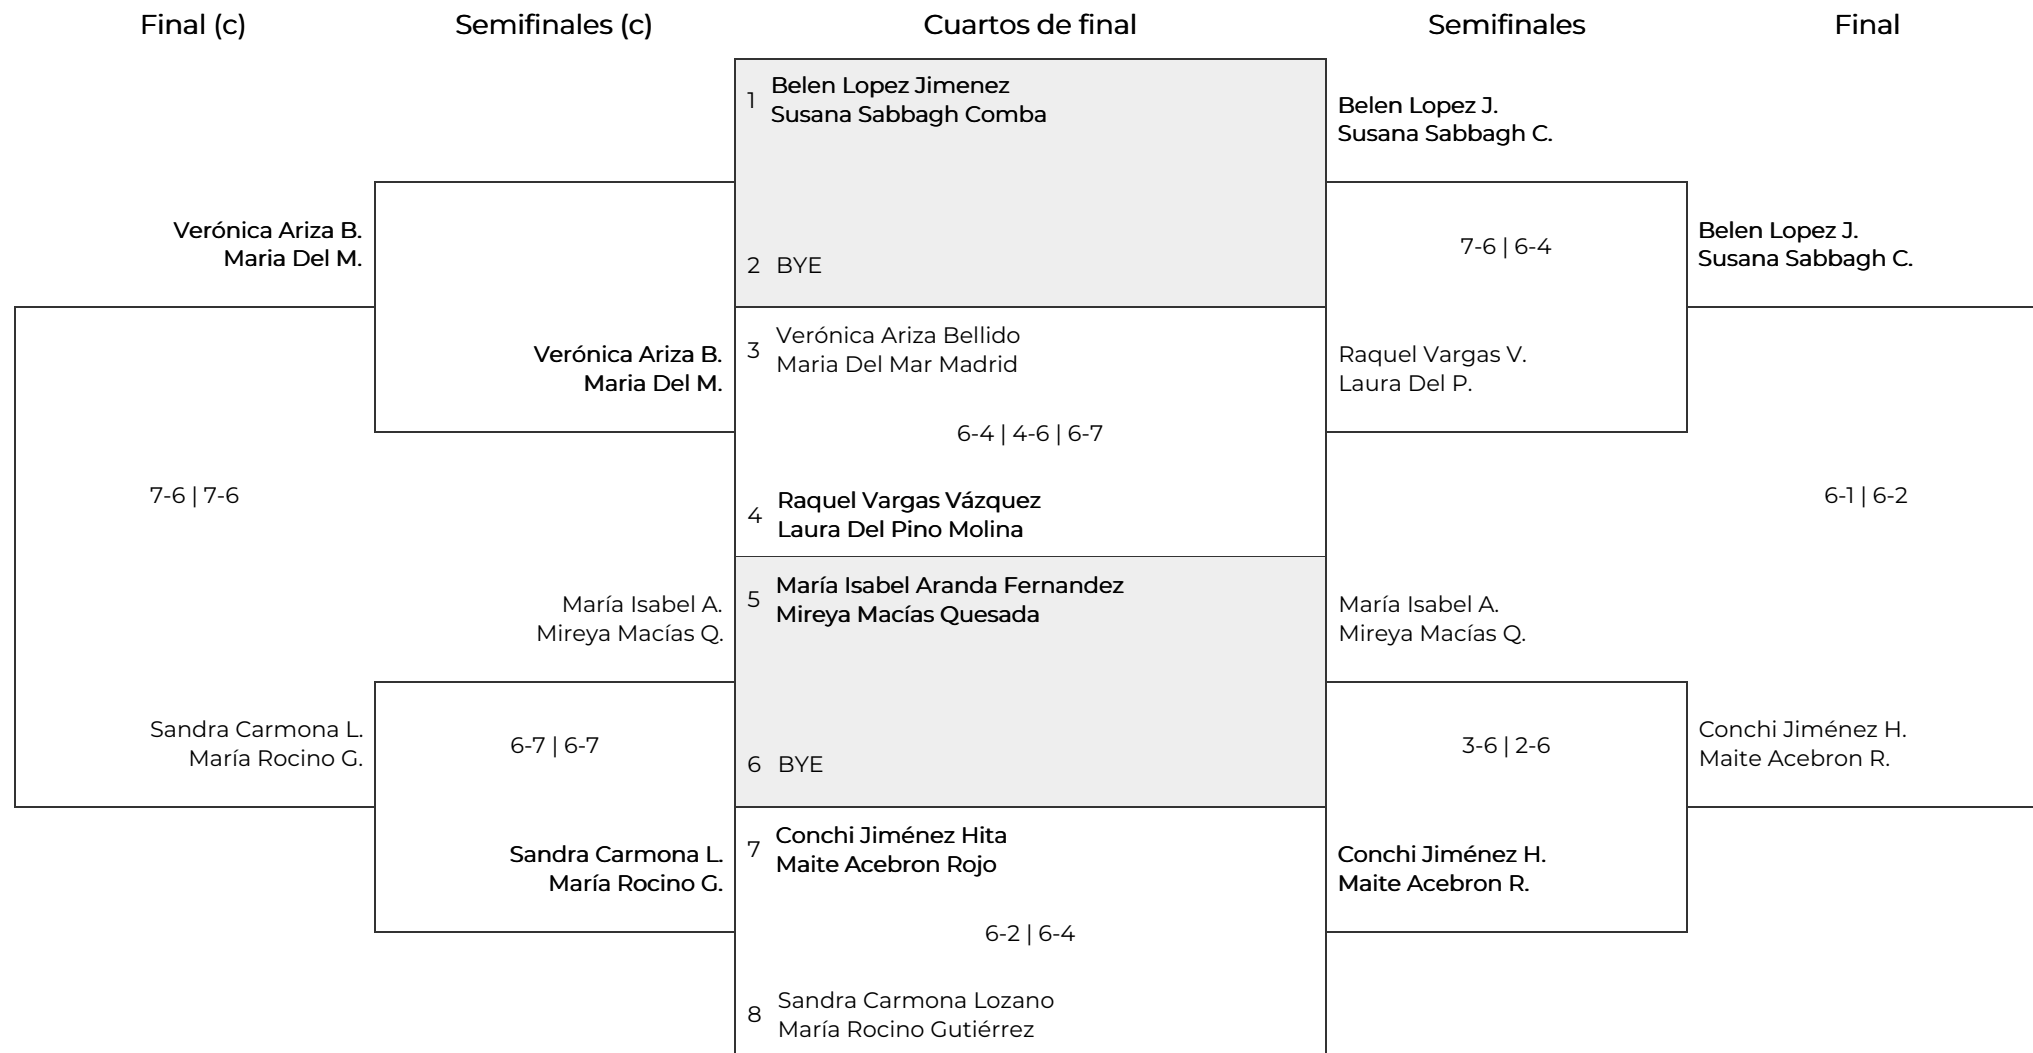 Final (c)
Semifinales (c)
Cuartos de final
Semifinales
Final
Verónica Ariza B.
Maria Del M.
7-6 | 7-6
Sandra Carmona L.
María Rocino G.
Verónica Ariza B.
Maria Del M.
María Isabel A.
Mireya Macías Q.
6-7 | 6-7
Sandra Carmona L.
María Rocino G.
1
Belen Lopez Jimenez
Susana Sabbagh Comba
2 BYE
3
Verónica Ariza Bellido
Maria Del Mar Madrid
6-4 | 4-6 | 6-7
4
Raquel Vargas Vázquez
Laura Del Pino Molina
5
María Isabel Aranda Fernandez
Mireya Macías Quesada
6 BYE
7
Conchi Jiménez Hita
Maite Acebron Rojo
6-2 | 6-4
8
Sandra Carmona Lozano
María Rocino Gutiérrez
Belen Lopez J.
Susana Sabbagh C.
7-6 | 6-4
Raquel Vargas V.
Laura Del P.
María Isabel A.
Mireya Macías Q.
3-6 | 2-6
Conchi Jiménez H.
Maite Acebron R.
Belen Lopez J.
Susana Sabbagh C.
6-1 | 6-2
Conchi Jiménez H.
Maite Acebron R.